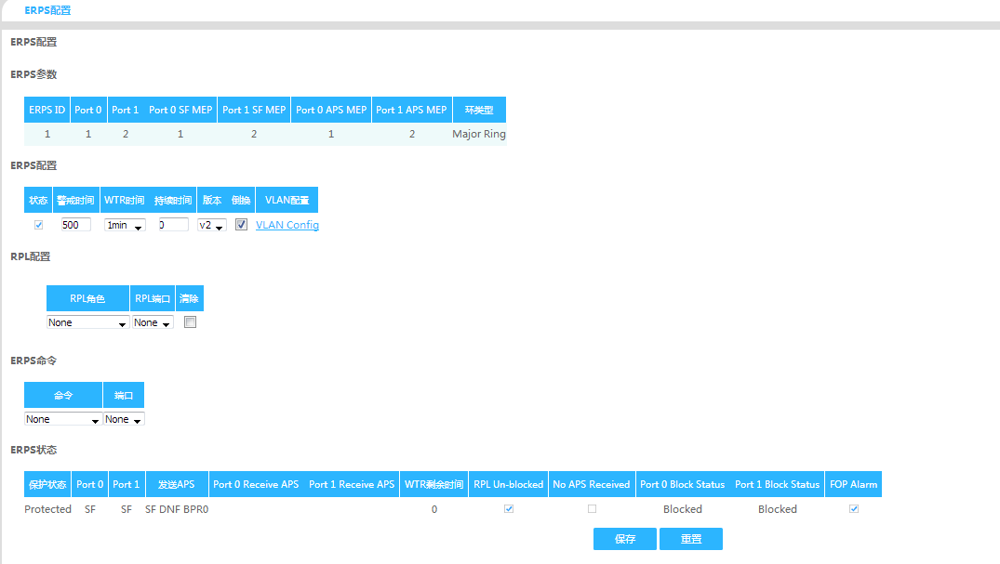 ERPS配置
ERPS配置
ERPS参数
ERPS ID Port 0 Port 1 Port 0 SF MEP Port 1 SF MEP Port 0 APS MEP Port 1 APS MEP 环类型
1 1 2 1 2 1 2 Major Ring
ERPS配置
状态 警戒时间 WTR时间 持续时间 版本 倒换 VLAN配置
500 1min 0 v2 VLAN Config
RPL配置
RPL角色 RPL端口 清除
None None
ERPS命令
命令 端口
None None
ERPS状态
保护状态 Port 0 Port 1 发送APS Port 0 Receive APS Port 1 Receive APS WTR剩余时间 RPL Un-blocked No APS Received Port 0 Block Status Port 1 Block Status FOP Alarm
Protected SF SF SF DNF BPR0 0 Blocked Blocked
保存 重置